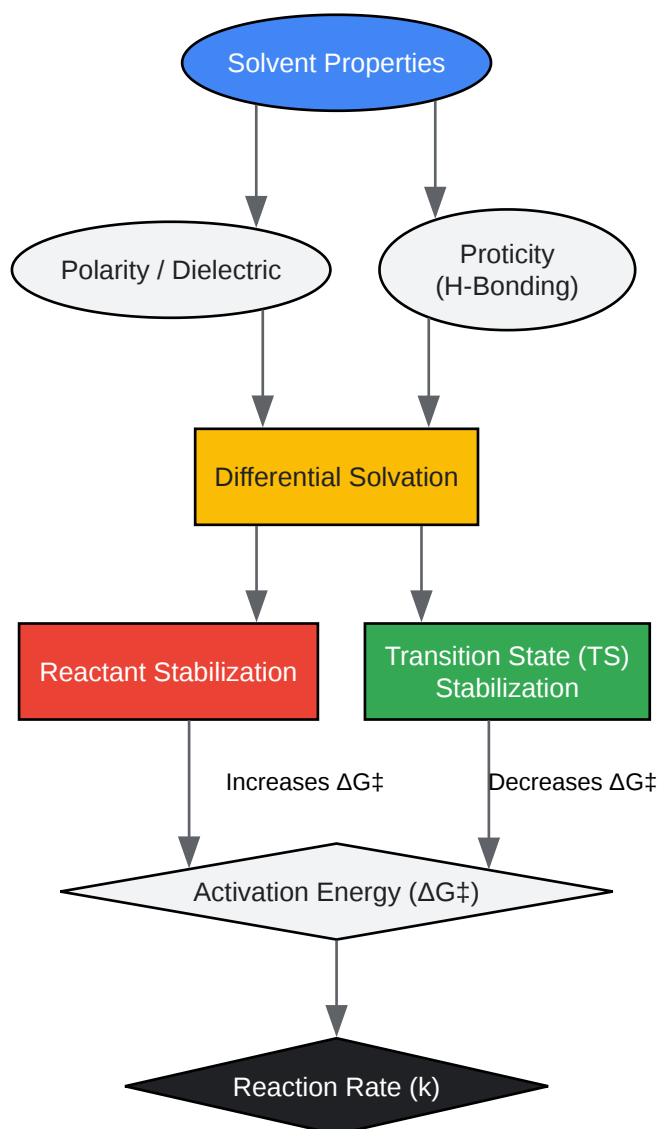 Solvent Properties
Polarity / Dielectric
Proticity
(H-Bonding)
Differential Solvation
Reactant Stabilization
Transition State (TS)
Stabilization
Increases ΔG‡
Decreases ΔG‡
Activation Energy (ΔG‡)
Reaction Rate (k)